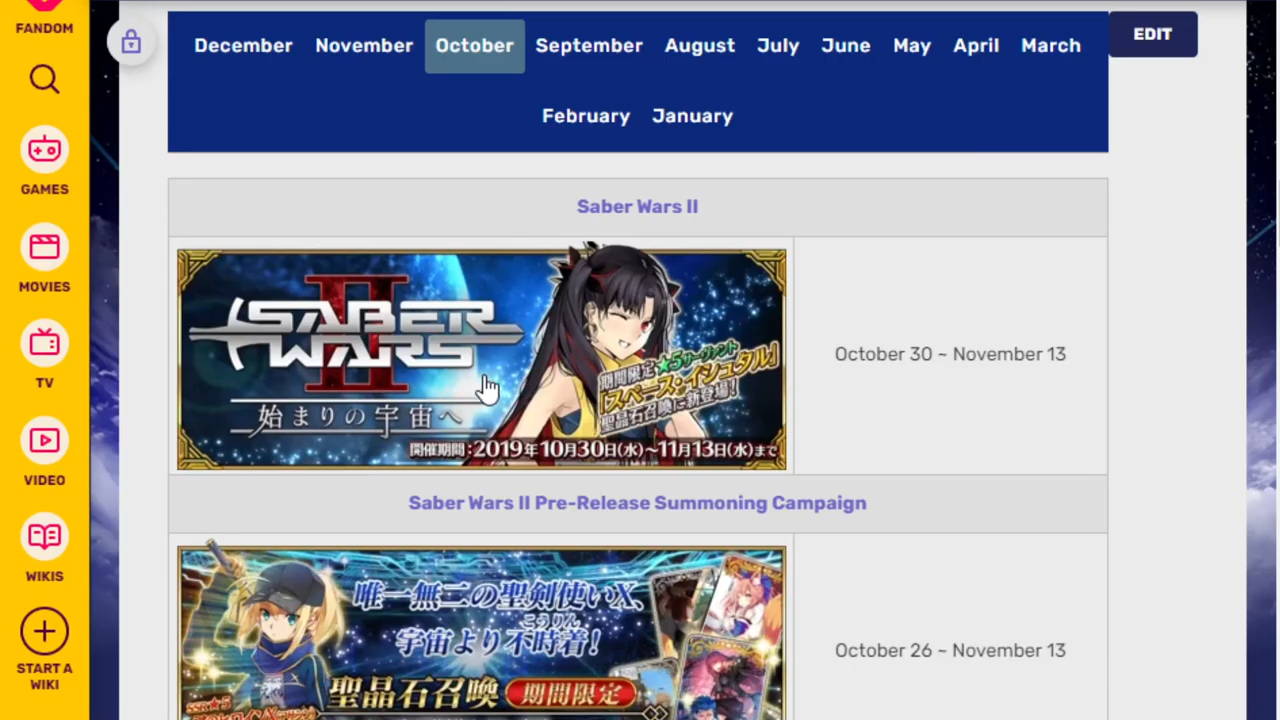 FANDOM
GAMES
MOVIES
TV
VIDEO
WIKIS
START A
WIKI
December November October September August July June May April March
February January
EDIT
Saber Wars II
SABER
WARS
II
始まりの宇宙へ
期間限定★5サーヴァント
「スペース・イシュタル」
聖晶石召喚に新登場!
開催期間:2019年10月30日(水)~11月13日(水)まで
October 30 ~ November 13
Saber Wars II Pre-Release Summoning Campaign
唯一無二の聖剣使いX、
こうりん
宇宙より不時着!
聖晶石召喚 期間限定
SSR★5
October 26 ~ November 13